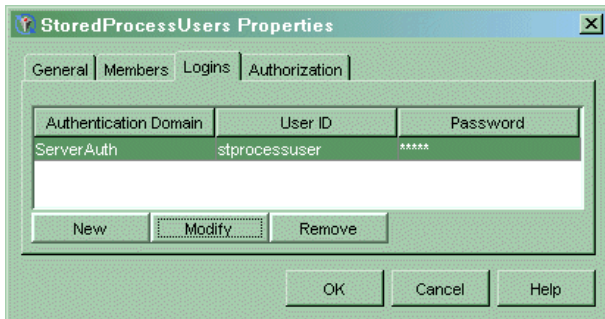 StoredProcessUsers Properties
General Members Logins Authorization
Authentication Domain User ID Password
ServerAuth stprocessuser *****
New Modify Remove
OK Cancel Help